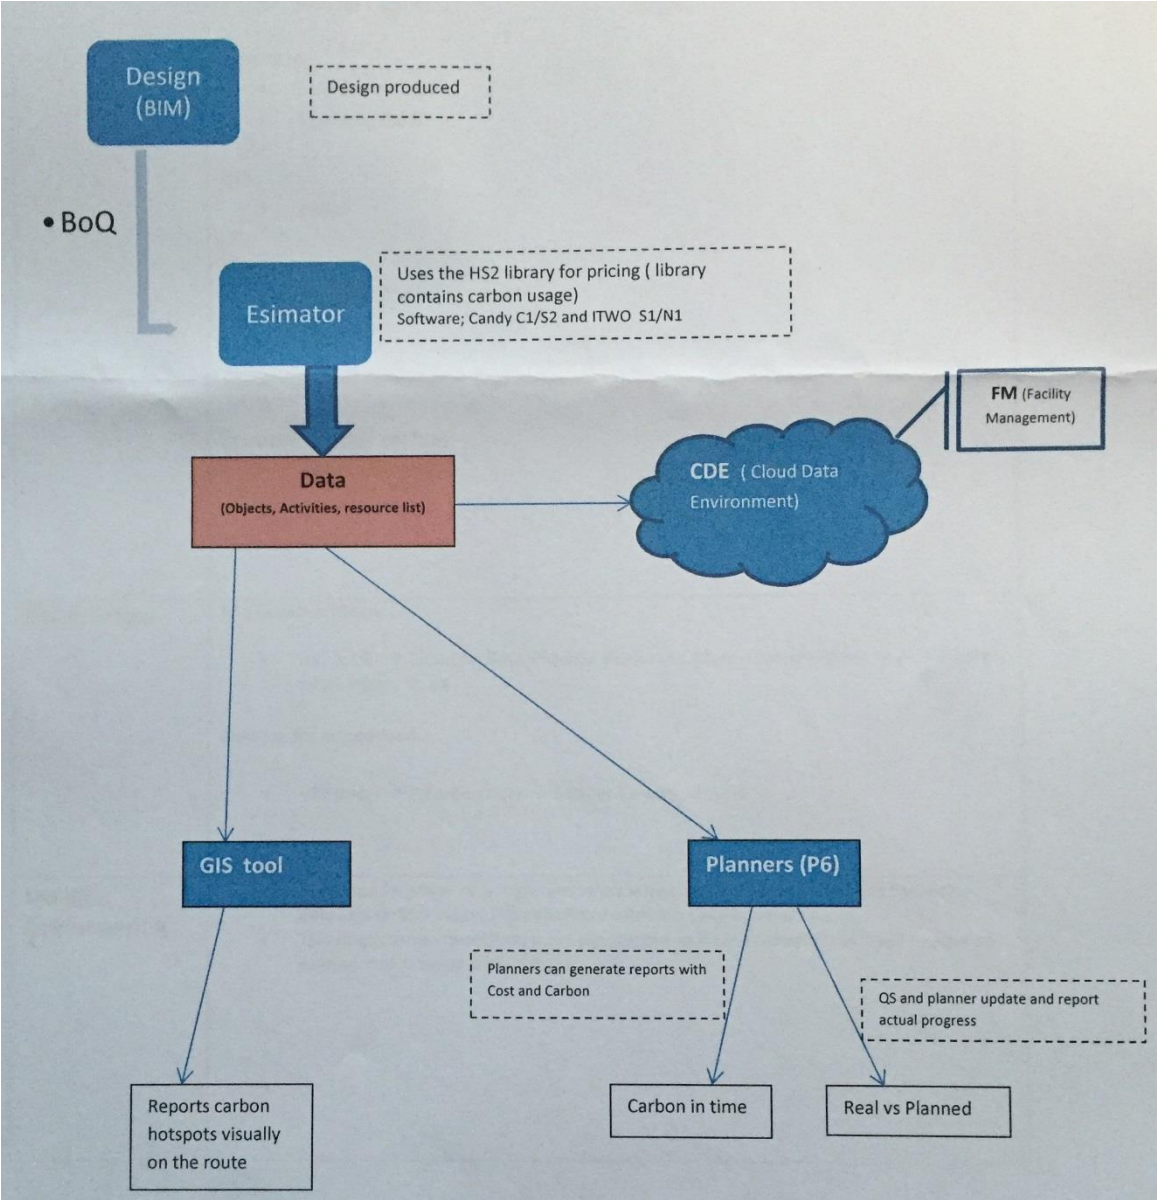 Design
(BIM)
Design produced
• BoQ
Uses the HS2 library for pricing ( library
contains carbon usage)
Software; Candy C1/S2 and ITWO S1/N1
Esimator
FM (Facility
Management)
CDE ( Cloud Data
Environment)
Data
(Objects, Activities, resource list)
GIS tool
Planners (P6)
Planners can generate reports with
Cost and Carbon
QS and planner update and report
actual progress
Reports carbon
hotspots visually
on the route
Carbon in time
Real vs Planned